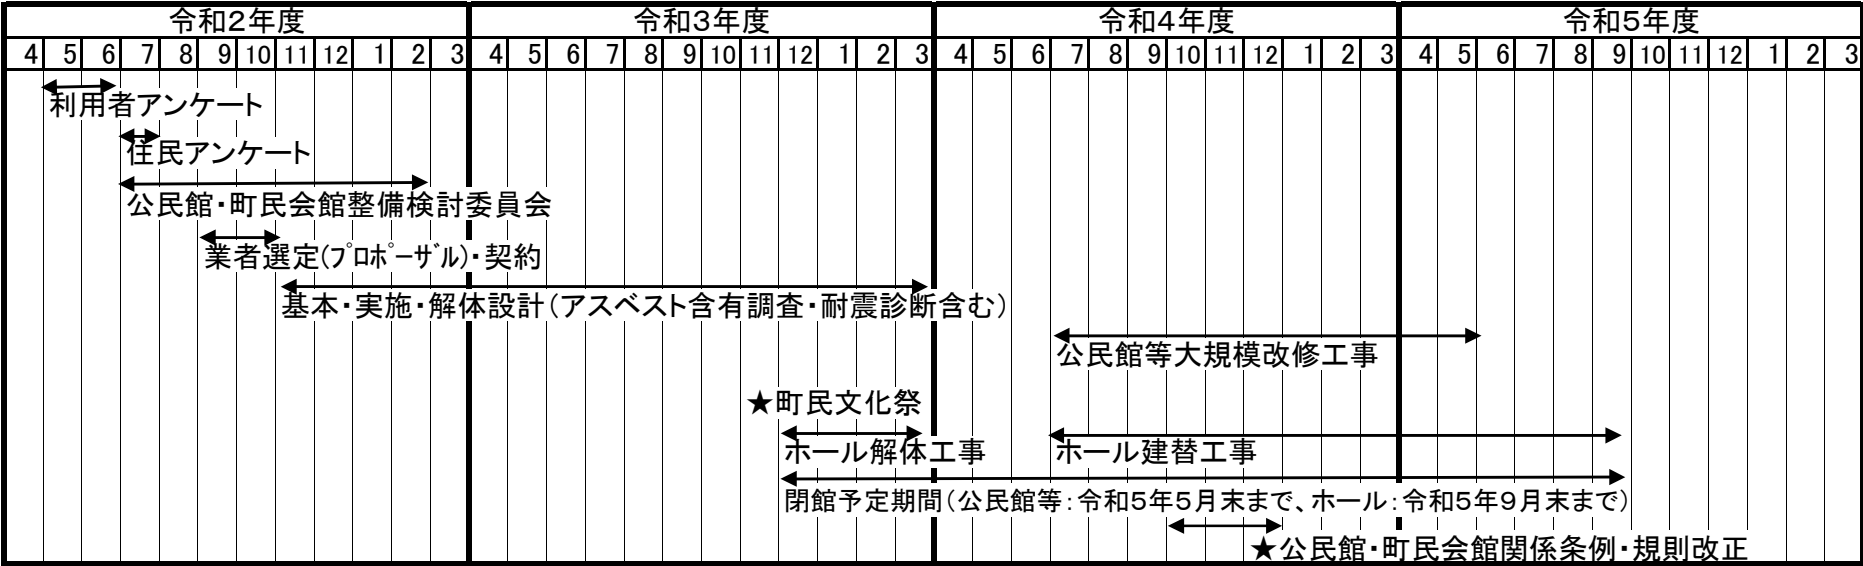 令和２年度 令和３年度 令和４年度 令和５年度
4 5 6 7 8 9 10 11 12 1 2 3 4 5 6 7 8 9 10 11 12 1 2 3 4 5 6 7 8 9 10 11 12 1 2 3 4 5 6 7 8 9 10 11 12 1 2 3
利用者アンケート
住民アンケート
公民館・町民会館整備検討委員会
業者選定(ﾌﾟﾛﾎﾟｰｻﾞﾙ)・契約
基本・実施・解体設計（アスベスト含有調査・耐震診断含む）
公民館等大規模改修工事
★町民文化祭
ホール解体工事 ホール建替工事
閉館予定期間（公民館等：令和５年５月末まで、ホール：令和５年９月末まで）
★公民館・町民会館関係条例・規則改正